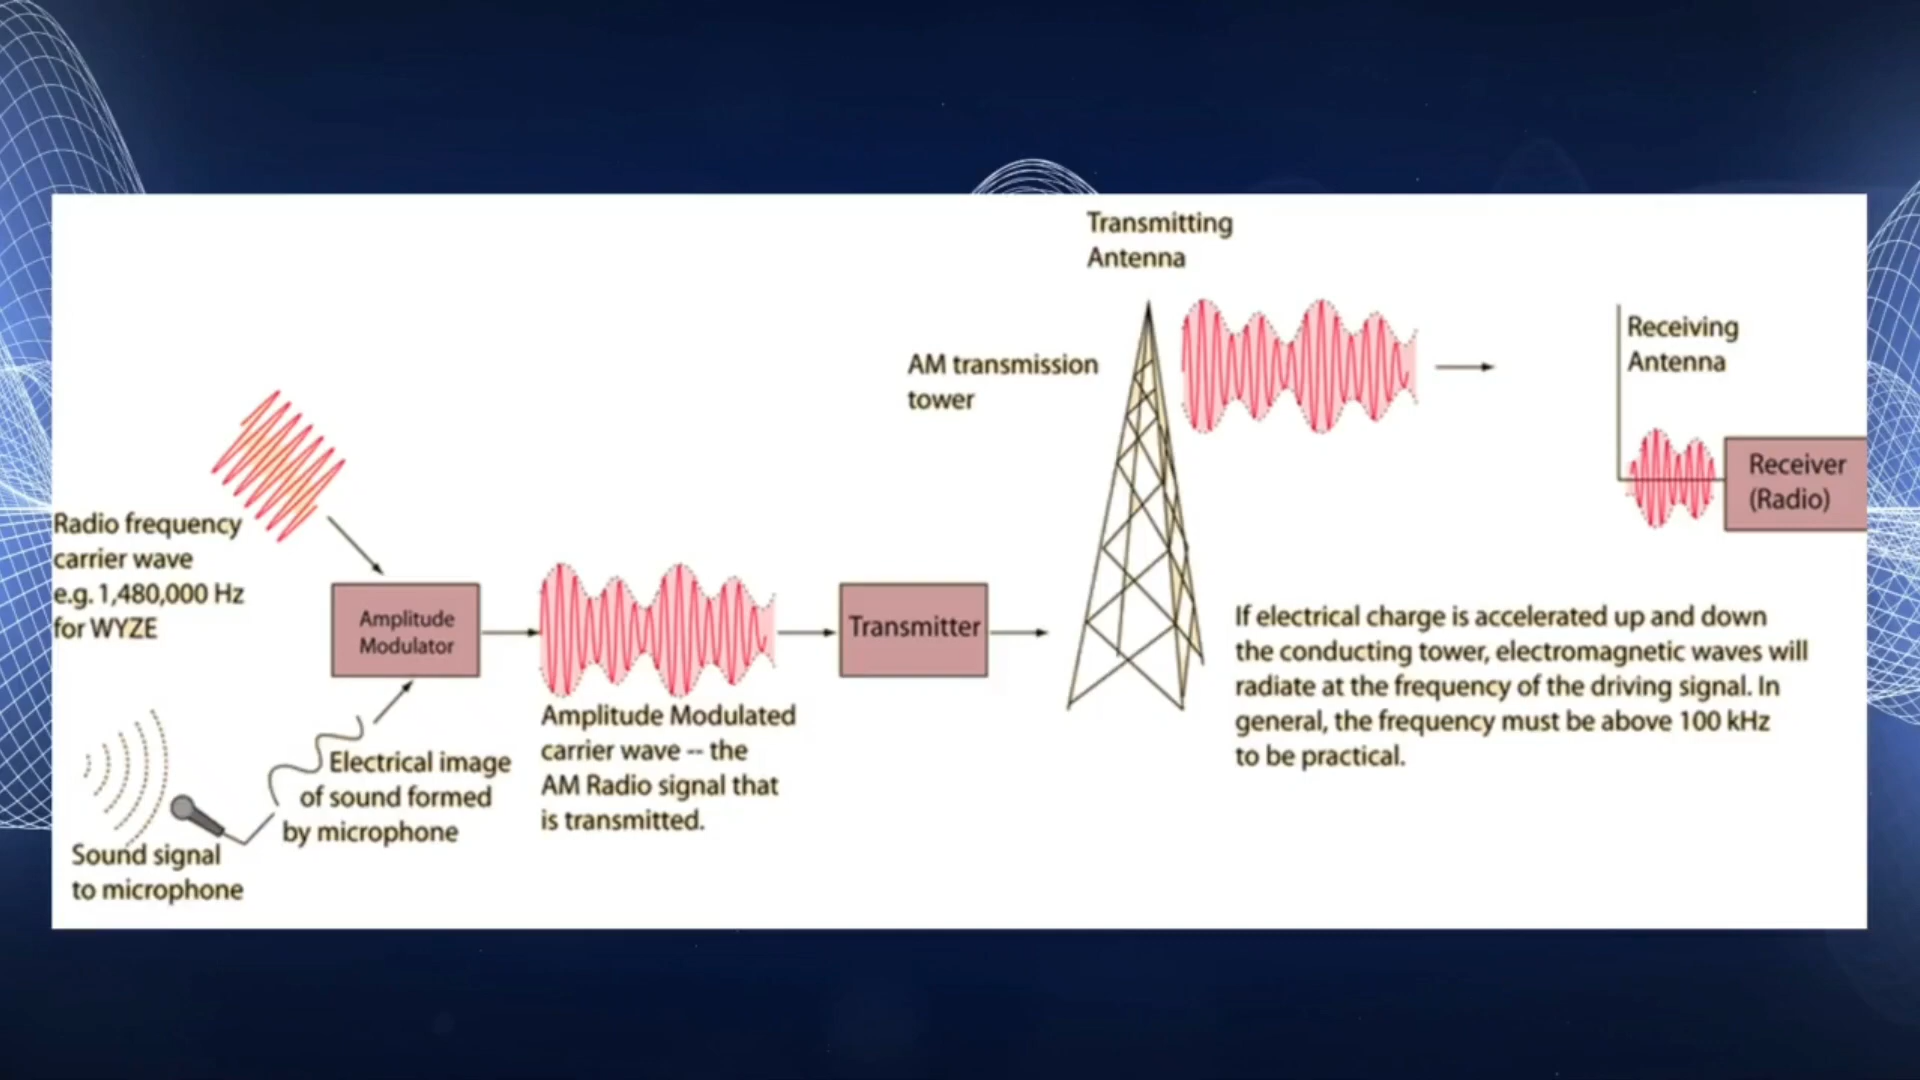 Transmitting
Antenna
AM transmission
tower
Receiving
Antenna
Receiver
(Radio)
Radio frequency
carrier wave
e.g. 1,480,000 Hz
for WYZE
Amplitude
Modulator
Transmitter
If electrical charge is accelerated up and down
the conducting tower, electromagnetic waves will
radiate at the frequency of the driving signal. In
general, the frequency must be above 100 kHz
to be practical.
Amplitude Modulated
carrier wave -- the
AM Radio signal that
is transmitted.
Electrical image
of sound formed
by microphone
Sound signal
to microphone